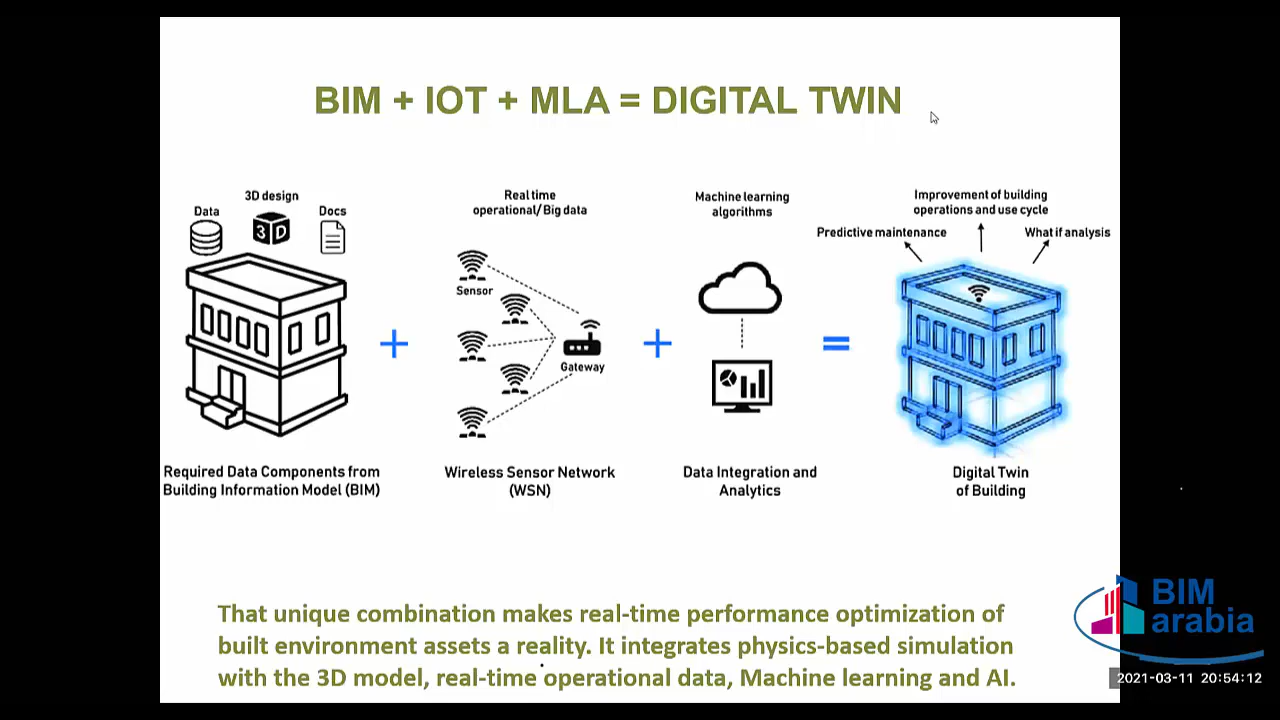 BIM + IOT + MLA = DIGITAL TWIN
Data
3D design
Docs
3D
Required Data Components from
Building Information Model (BIM)
+
Real time
operational/Big data
Sensor
Gateway
Wireless Sensor Network
(WSN)
+
Machine learning
algorithms
Data Integration and
Analytics
=
Improvement of building
operations and use cycle
Predictive maintenance
What if analysis
Digital Twin
of Building
That unique combination makes real-time performance optimization of
built environment assets a reality. It integrates physics-based simulation
with the 3D model, real-time operational data, Machine learning and AI.
BIM
arabia
2021-03-11 20:54:12